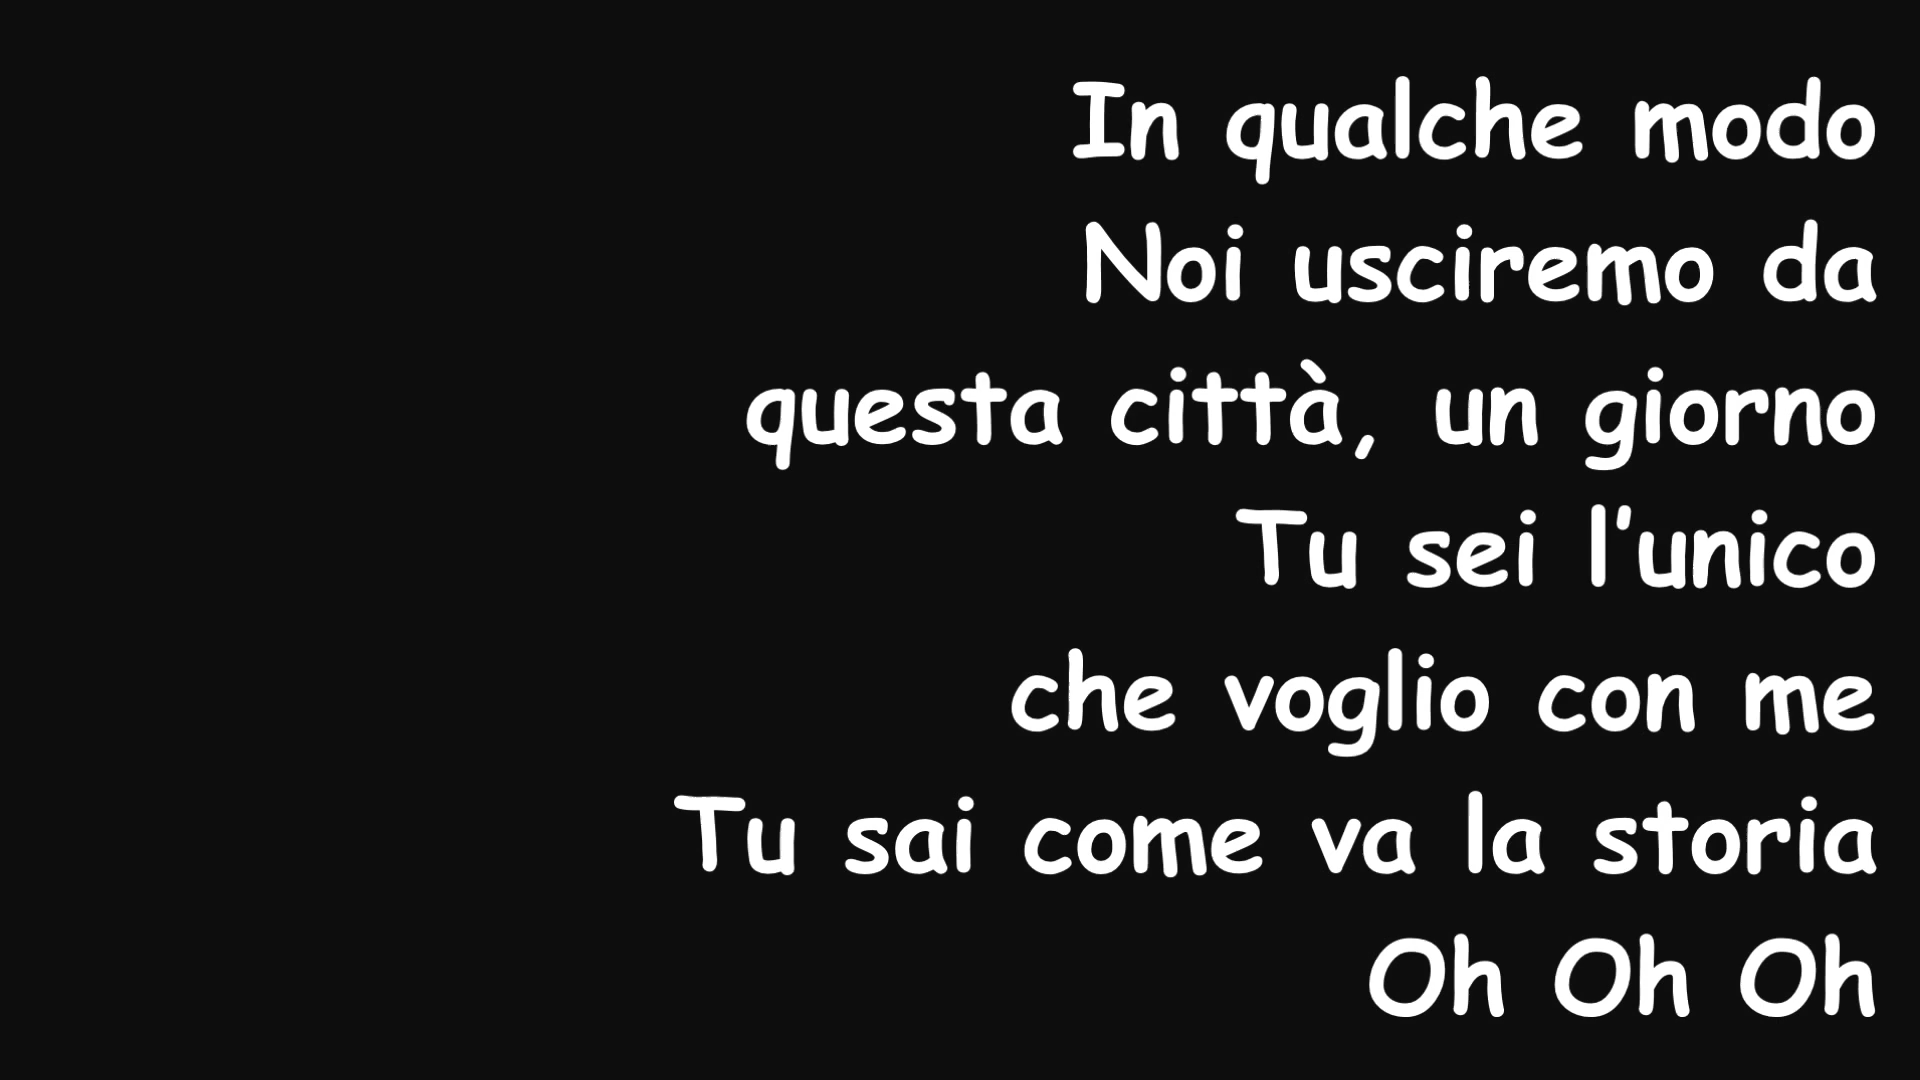 In qualche modo
Noi usciremo da
questa città, un giorno
Tu sei l'unico
che voglio con me
Tu sai come va la storia
Oh Oh Oh